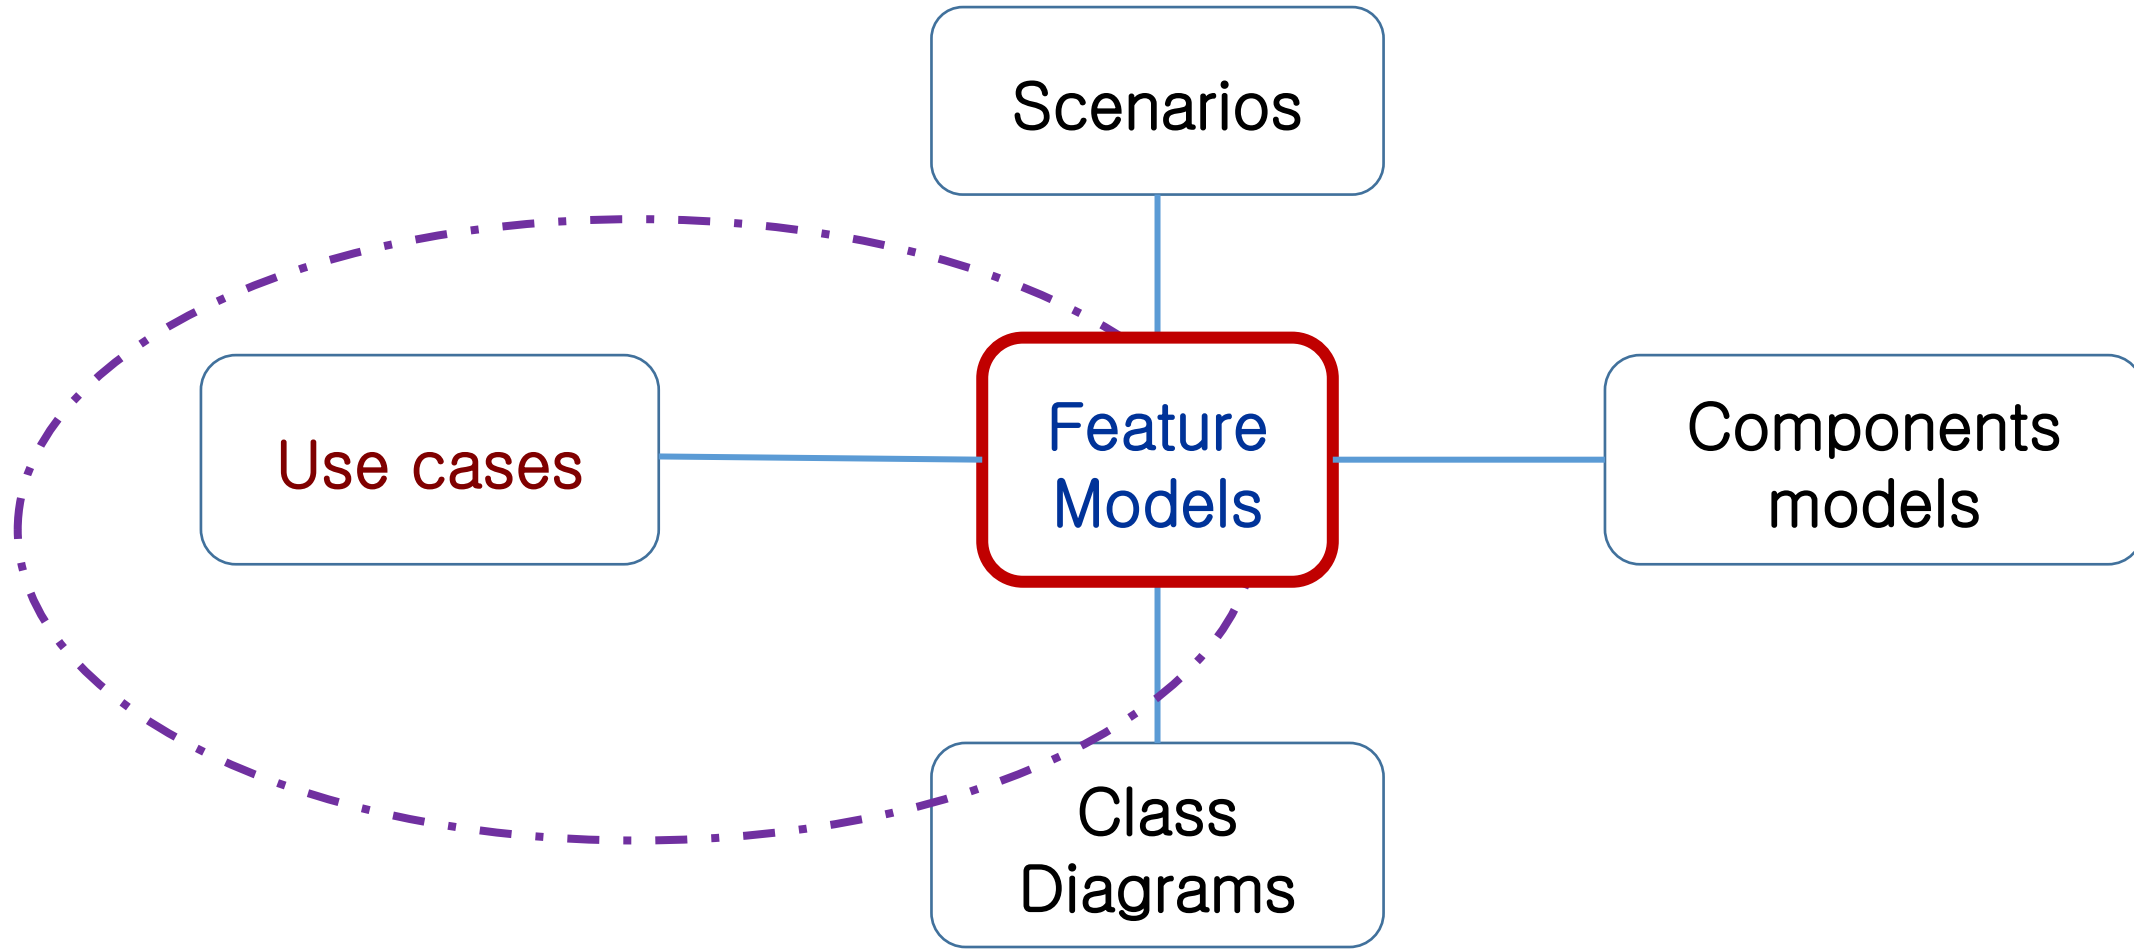 Scenarios
Use cases
Feature
Models
Components
models
Class
Diagrams